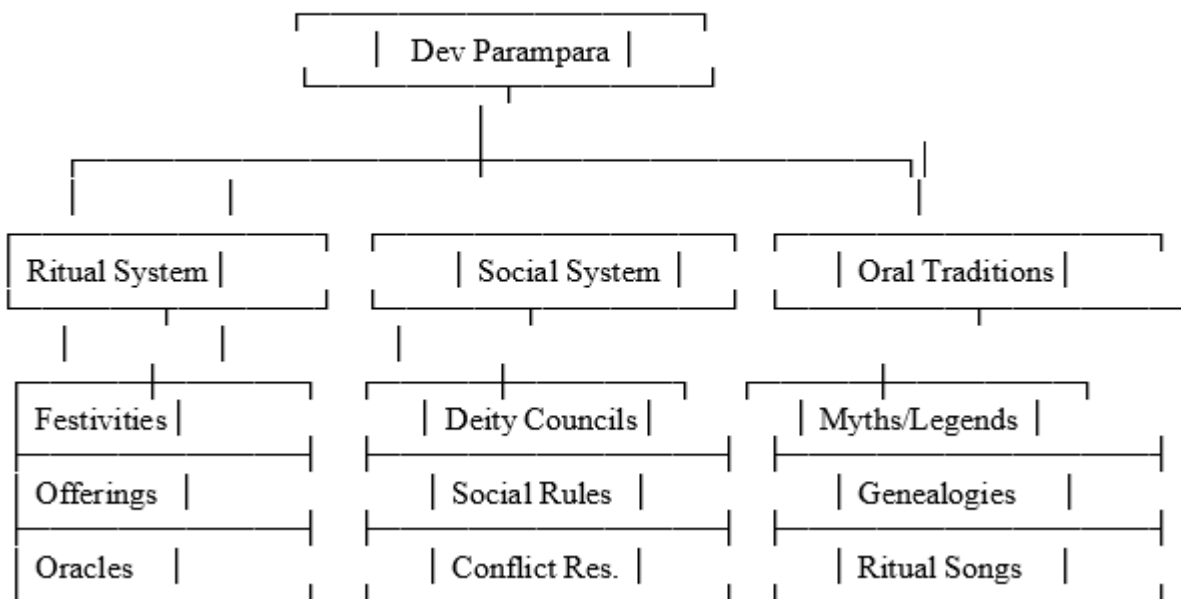 Dev Parampara
Ritual System
Social System
Oral Traditions
Festivities
Deity Councils
Myths/Legends
Offerings
Social Rules
Genealogies
Oracles
Conflict Res.
Ritual Songs